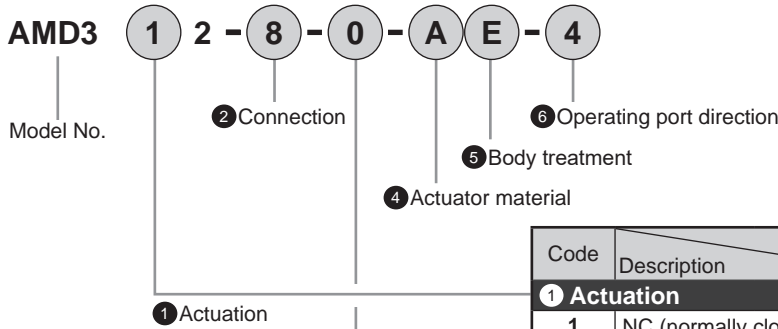 AMD3 1 2 - 8 - 0 - A E - 4
Model No.
2 Connection
6 Operating port direction
5 Body treatment
4 Actuator material
Code Description
1 Actuation
1 Actuation
1 NC (normally